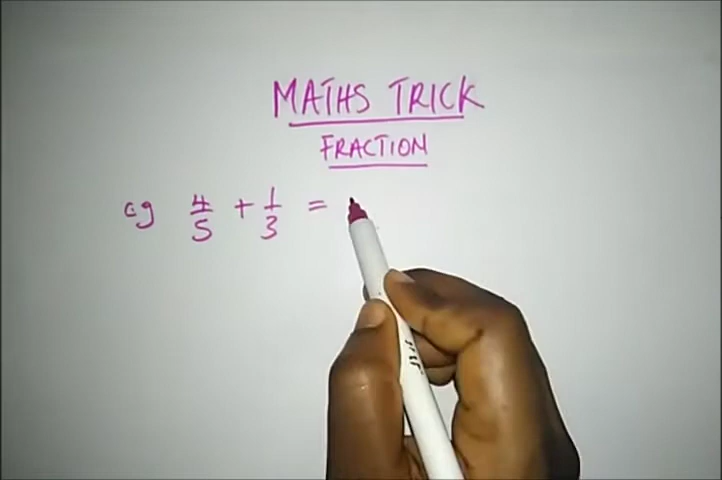 MATHS TRICK
FRACTION
eg 4/5 + 1/3 =